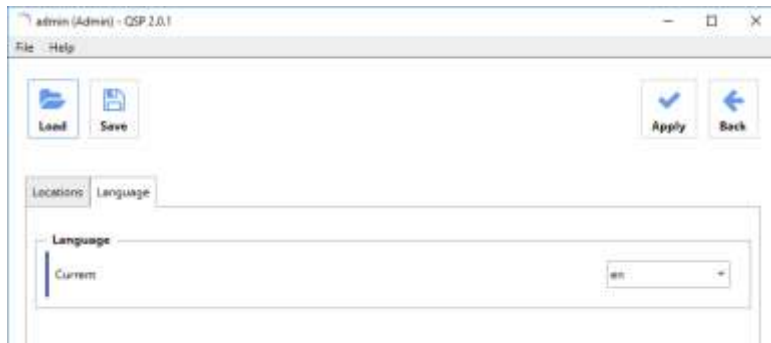 admin (Admin) - QSP 2.0.1
File Help
Load Save Apply Back
Locations Language
Language
Current en